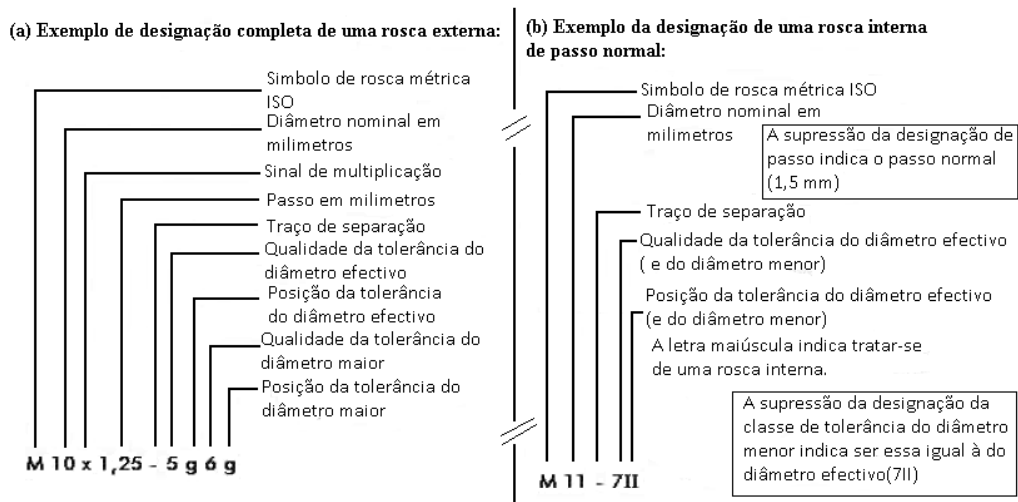 (a) Exemplo de designação completa de uma rosca externa:
Simbolo de rosca métrica
ISO
Diâmetro nominal em
milimetros
Sinal de multiplicação
Passo em milimetros
Traço de separação
Qualidade da tolerância do
diâmetro efectivo
Posição da tolerância
do diâmetro efectivo
Qualidade da tolerância do
diâmetro maior
Posição da tolerância do
diâmetro maior
M 10 x 1,25 - 5 g 6 g
(b) Exemplo da designação de uma rosca interna
de passo normal:
Simbolo de rosca métrica ISO
Diâmetro nominal em
milimetros
A supressão da designação de
passo indica o passo normal
(1,5 mm)
Traço de separação
Qualidade da tolerância do diâmetro efectivo
( e do diâmetro menor)
Posição da tolerância do diâmetro efectivo
(e do diâmetro menor)
A letra maiúscula indica tratar-se
de uma rosca interna.
A supressão da designação da
classe de tolerância do diâmetro
menor indica ser essa igual à do
diâmetro efectivo(7II)
M 11 - 7II